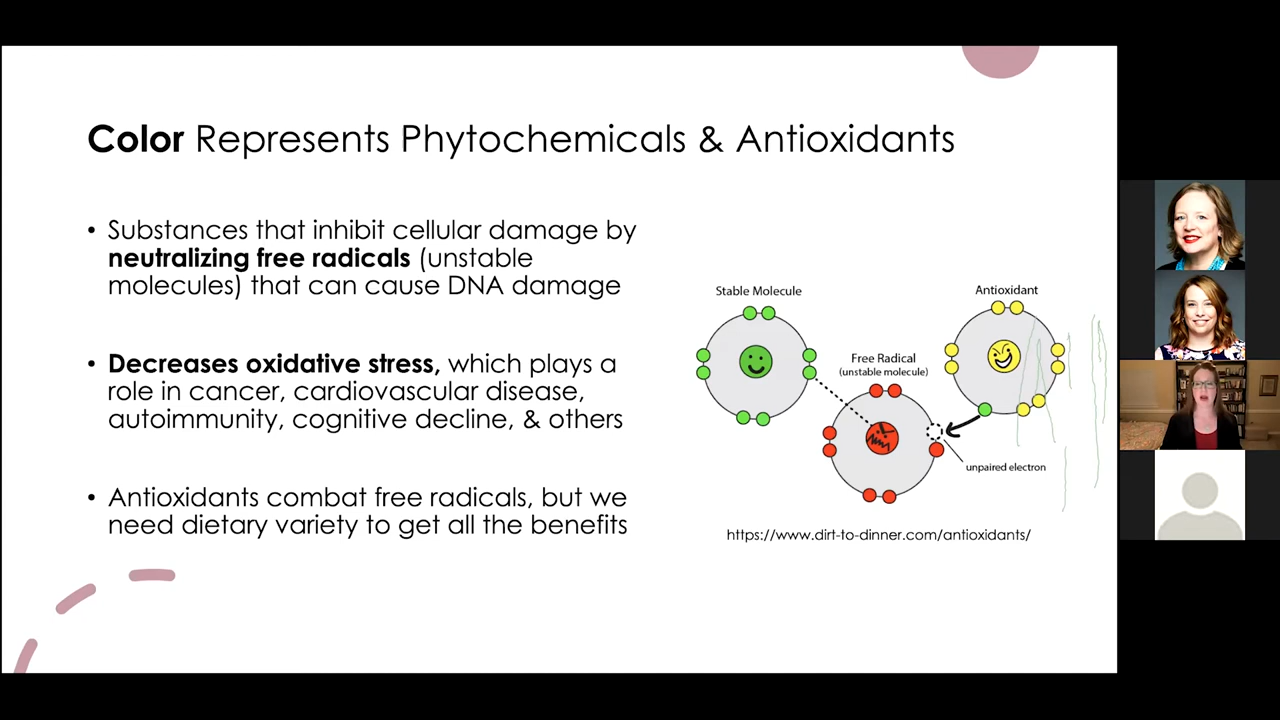 Color Represents Phytochemicals & Antioxidants
• Substances that inhibit cellular damage by
neutralizing free radicals (unstable
molecules) that can cause DNA damage
• Decreases oxidative stress, which plays a
role in cancer, cardiovascular disease,
autoimmunity, cognitive decline, & others
• Antioxidants combat free radicals, but we
need dietary variety to get all the benefits
Stable Molecule
Free Radical
(unstable molecule)
Antioxidant
unpaired electron
https://www.dirt-to-dinner.com/antioxidants/